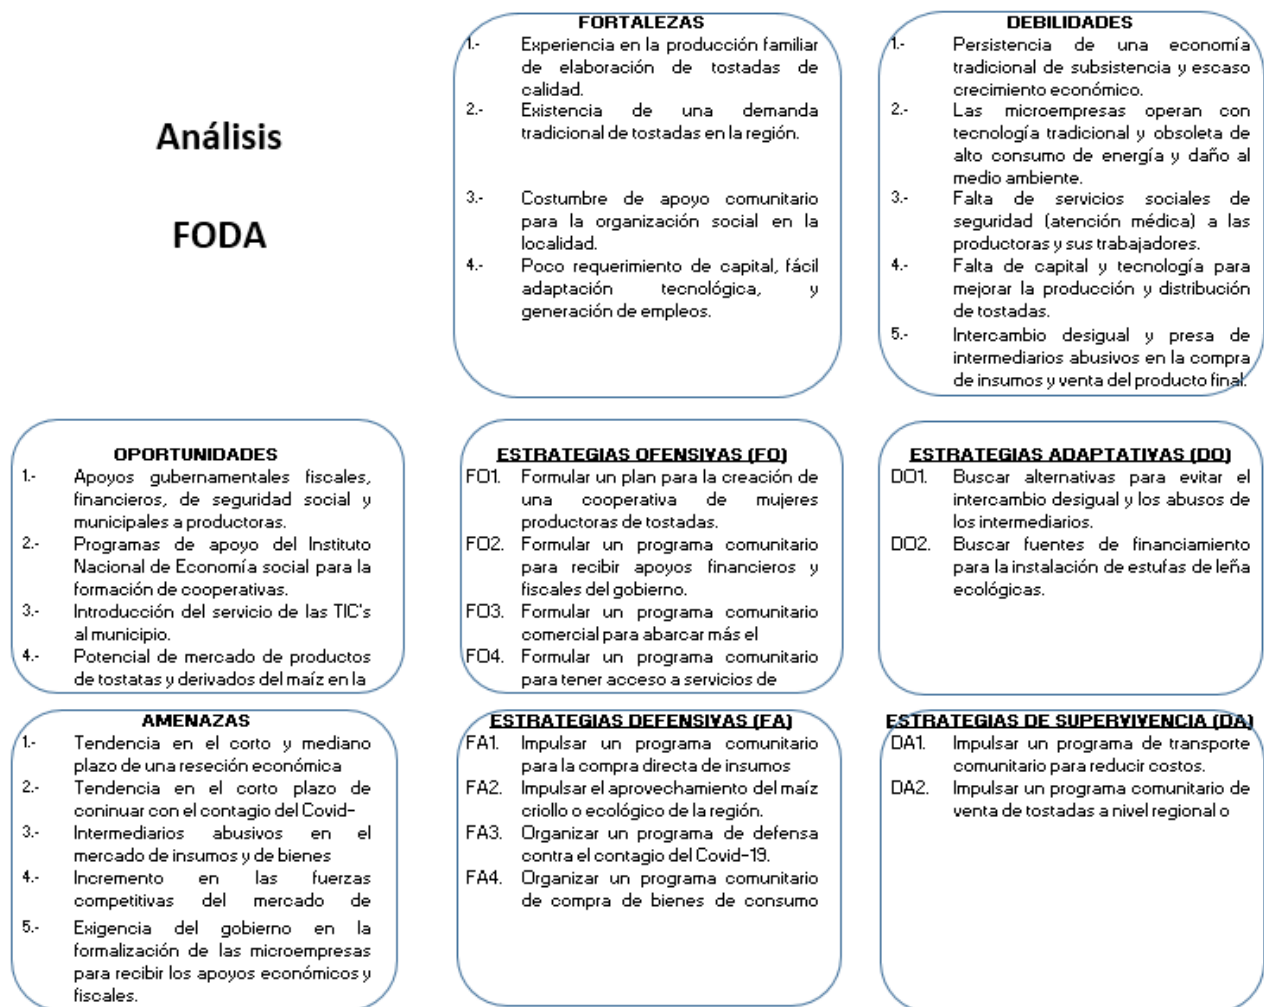 Análisis
FODA
FORTALEZAS
1.- Experiencia en la producción familiar
de elaboración de tostadas de
calidad.
2.- Existencia de una demanda
tradicional de tostadas en la región.
3.- Costumbre de apoyo comunitario
para la organización social en la
localidad.
4.- Poco requerimiento de capital, fácil
adaptación tecnológica, y
generación de empleos.
DEBILIDADES
1.- Persistencia de una economía
tradicional de subsistencia y escaso
crecimiento económico.
2.- Las microempresas operan con
tecnología tradicional y obsoleta de
alto consumo de energía y daño al
medio ambiente.
3.- Falta de servicios sociales de
seguridad (atención médica) a las
productoras y sus trabajadores.
4.- Falta de capital y tecnología para
mejorar la producción y distribución
de tostadas.
5.- Intercambio desigual y presa de
intermediarios abusivos en la compra
de insumos y venta del producto final.
OPORTUNIDADES
1.- Apoyos gubernamentales fiscales,
financieros, de seguridad social y
municipales a productoras.
2.- Programas de apoyo del Instituto
Nacional de Economía social para la
formación de cooperativas.
3.- Introducción del servicio de las TIC's
al municipio.
4.- Potencial de mercado de productos
de tostatas y derivados del maíz en la
ESTRATEGIAS OFENSIVAS (FO)
FO1. Formular un plan para la creación de
una cooperativa de mujeres
productoras de tostadas.
FO2. Formular un programa comunitario
para recibir apoyos financieros y
fiscales del gobierno.
FO3. Formular un programa comunitario
comercial para abarcar más el
FO4. Formular un programa comunitario
para tener acceso a servicios de
ESTRATEGIAS ADAPTATIVAS (DO)
DO1. Buscar alternativas para evitar el
intercambio desigual y los abusos de
los intermediarios.
DO2. Buscar fuentes de financiamiento
para la instalación de estufas de leña
ecológicas.
AMENAZAS
1.- Tendencia en el corto y mediano
plazo de una reseción económica
2.- Tendencia en el corto plazo de
coninuar con el contagio del Covid-
3.- Intermediarios abusivos en el
mercado de insumos y de bienes
4.- Incremento en las fuerzas
competitivas del mercado de
5.- Exigencia del gobierno en la
formalización de las microempresas
para recibir los apoyos económicos y
fiscales.
ESTRATEGIAS DEFENSIVAS (FA)
FA1. Impulsar un programa comunitario
para la compra directa de insumos
FA2. Impulsar el aprovechamiento del maíz
criollo o ecológico de la región.
FA3. Organizar un programa de defensa
contra el contagio del Covid-19.
FA4. Organizar un programa comunitario
de compra de bienes de consumo
ESTRATEGIAS DE SUPERVIVENCIA (DA)
DA1. Impulsar un programa de transporte
comunitario para reducir costos.
DA2. Impulsar un programa comunitario de
venta de tostadas a nivel regional o